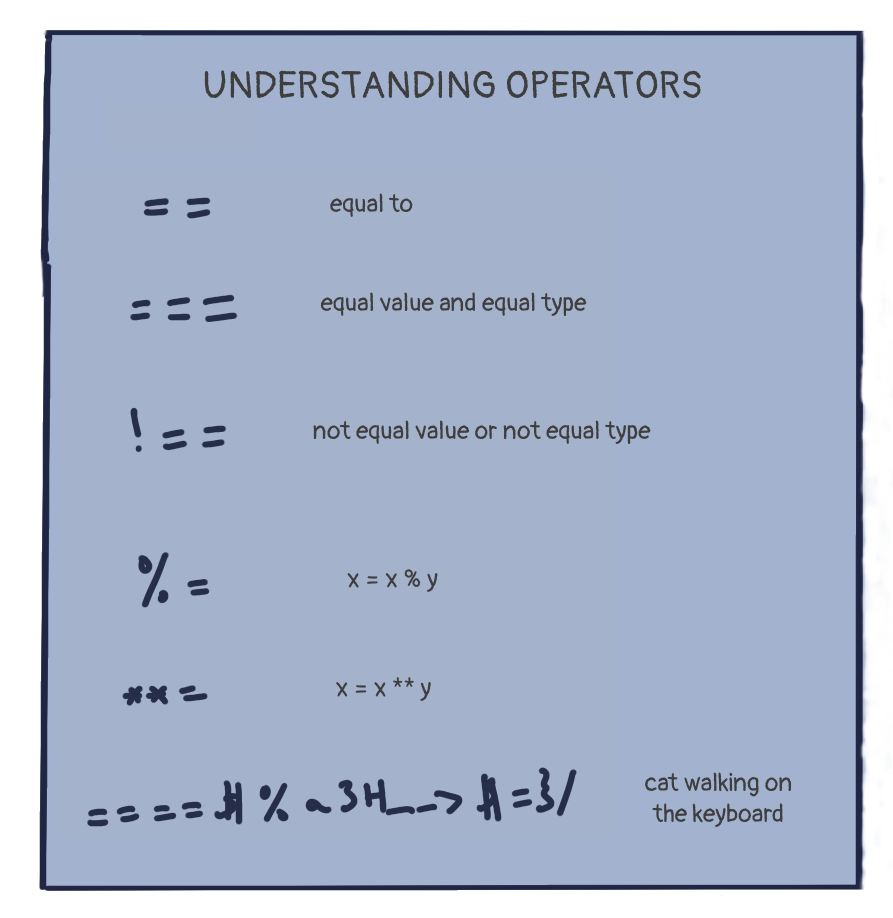 UNDERSTANDING OPERATORS
== equal to
=== equal value and equal type
!== not equal value or not equal type
%= x = x % y
**= x = x ** y
==== % ~ 3 _-> =}/ cat walking on
the keyboard